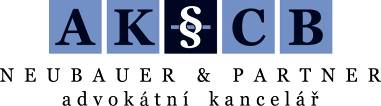 AK§CB
NEUBAUER & PARTNER
advokátní kancelář